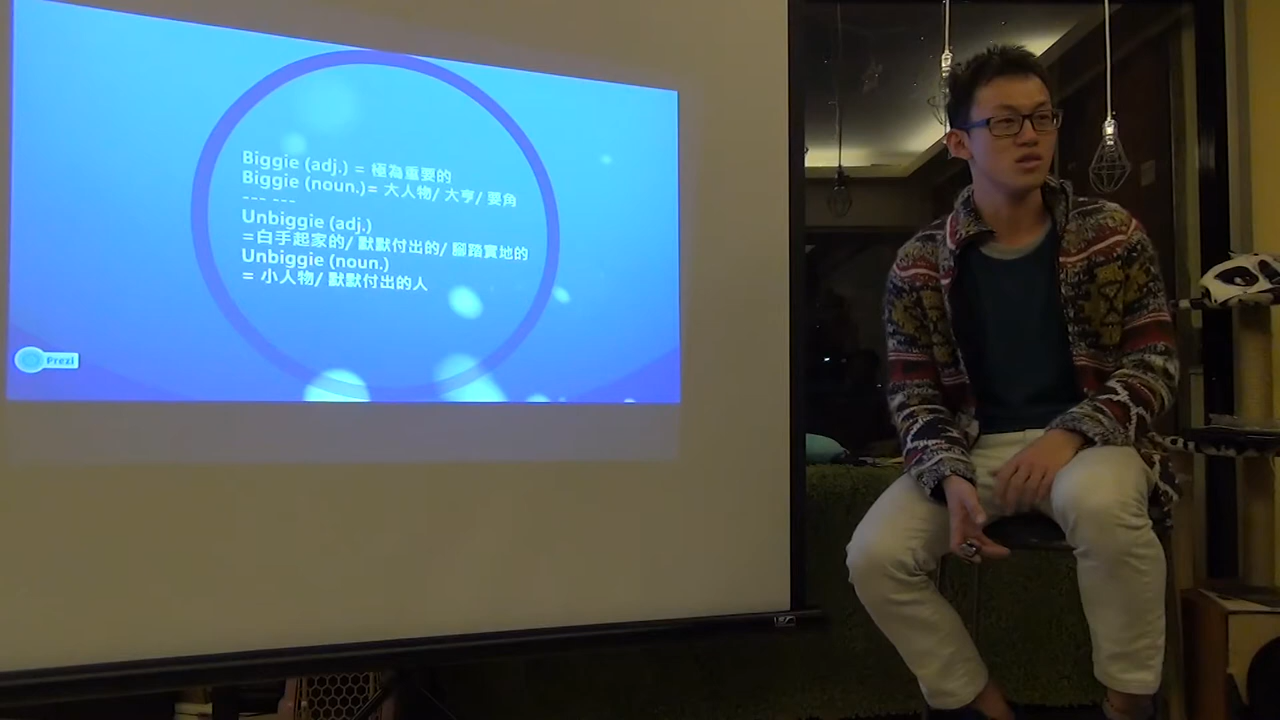 Biggie (adj.) = 極為重要的
Biggie (noun.)= 大人物/ 大亨/ 要角
--- ---
Unbiggie (adj.)
=白手起家的/ 默默付出的/ 腳踏實地的
Unbiggie (noun.)
= 小人物/ 默默付出的人
Prezi